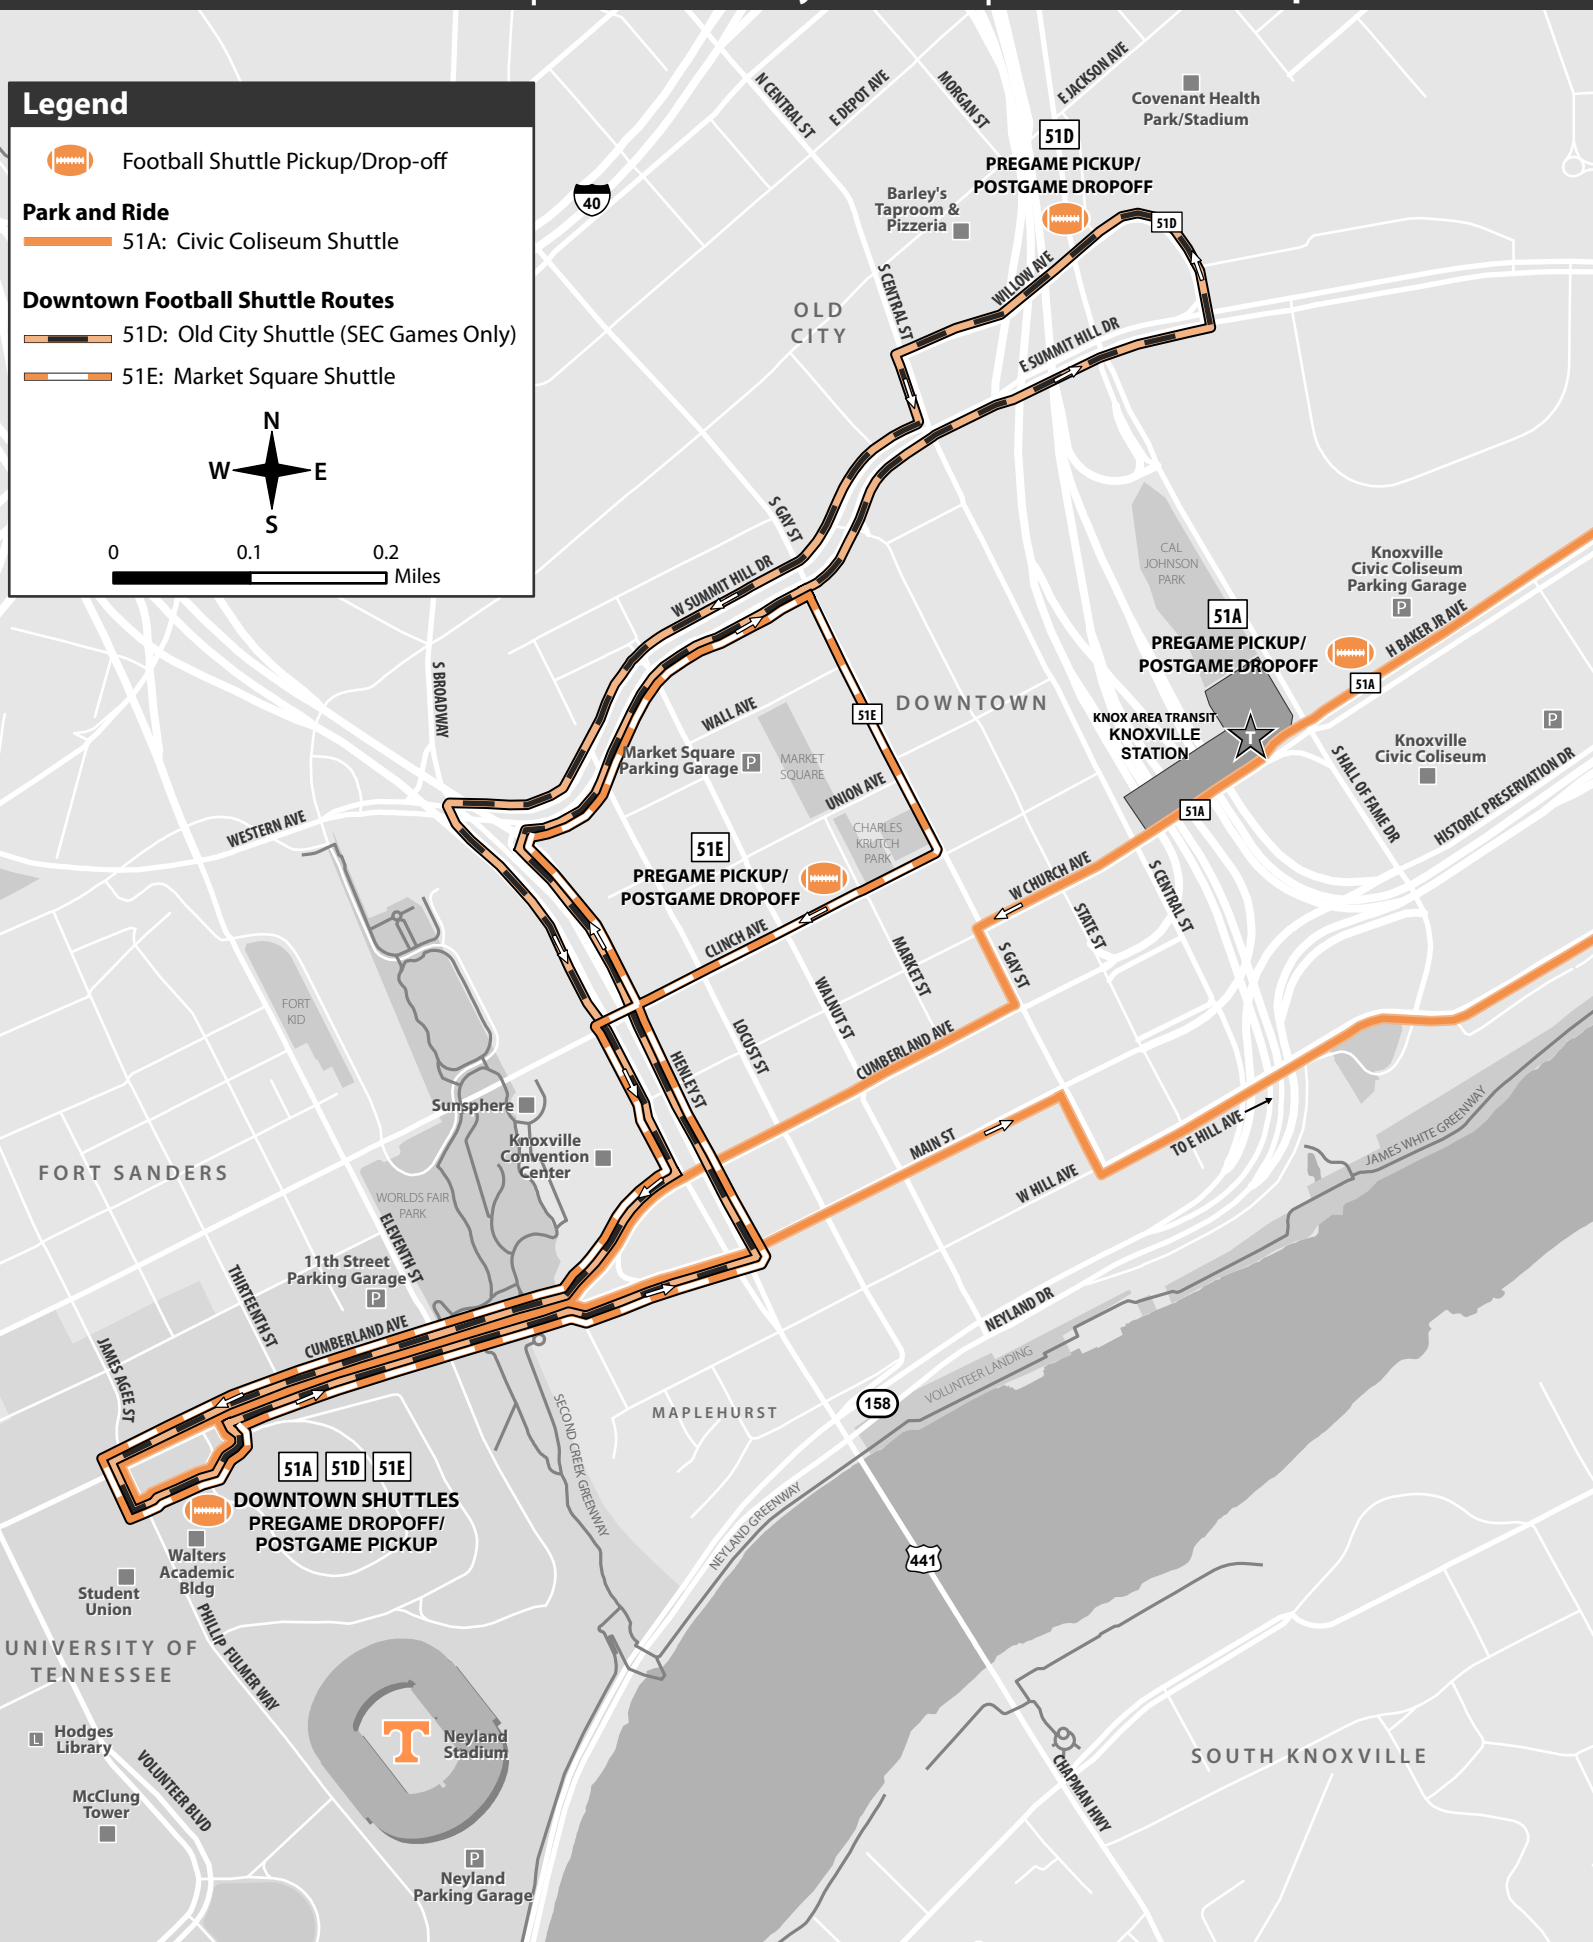 Legend
Football Shuttle Pickup/Drop-off
Park and Ride
51A: Civic Coliseum Shuttle
Downtown Football Shuttle Routes
51D: Old City Shuttle (SEC Games Only)
51E: Market Square Shuttle
N
W E
S
0 0.1 0.2
Miles
40
N CENTRAL ST
E DEPOT AVE
MORGAN ST
E JACKSON AVE
Covenant Health
Park/Stadium
51D
PREGAME PICKUP/
POSTGAME DROPOFF
Barley's
Taproom &
Pizzeria
51D
S CENTRAL ST
WILLOW AVE
OLD
CITY
E SUMMIT HILL DR
S GAY ST
W SUMMIT HILL DR
CAL
JOHNSON
PARK
Knoxville
Civic Coliseum
Parking Garage
P
H BAKER JR AVE
51A
PREGAME PICKUP/
POSTGAME DROPOFF
51A
S BROADWAY
WALL AVE
51E
DOWNTOWN
KNOX AREA TRANSIT
KNOXVILLE
STATION
T
P
Knoxville
Civic Coliseum
S HALL OF FAME DR
HISTORIC PRESERVATION DR
Market Square
Parking Garage
P
MARKET
SQUARE
UNION AVE
51A
WESTERN AVE
CHARLES
KRUTCH
PARK
51E
PREGAME PICKUP/
POSTGAME DROPOFF
W CHURCH AVE
S CENTRAL ST
STATE ST
CLINCH AVE
MARKET ST
S GAY ST
WALNUT ST
LOCUST ST
FORT
KID
CUMBERLAND AVE
HENLEY ST
Sunsphere
Knoxville
Convention
Center
MAIN ST
W HILL AVE
TO E HILL AVE
JAMES WHITE GREENWAY
FORT SANDERS
WORLDS FAIR
PARK
ELEVENTH ST
11th Street
Parking Garage
P
THIRTEENTH ST
CUMBERLAND AVE
JAMES AGEE ST
NEYLAND DR
VOLUNTEER LANDING
158
MAPLEHURST
SECOND CREEK GREENWAY
NEYLAND GREENWAY
51A 51D 51E
DOWNTOWN SHUTTLES
PREGAME DROPOFF/
POSTGAME PICKUP
Walters
Academic
Bldg
Student
Union
441
PHILLIP FULMER WAY
UNIVERSITY OF
TENNESSEE
Hodges
Library
L
VOLUNTEER BLVD
T
Neyland
Stadium
McClung
Tower
P
Neyland
Parking Garage
CHAPMAN HWY
SOUTH KNOXVILLE